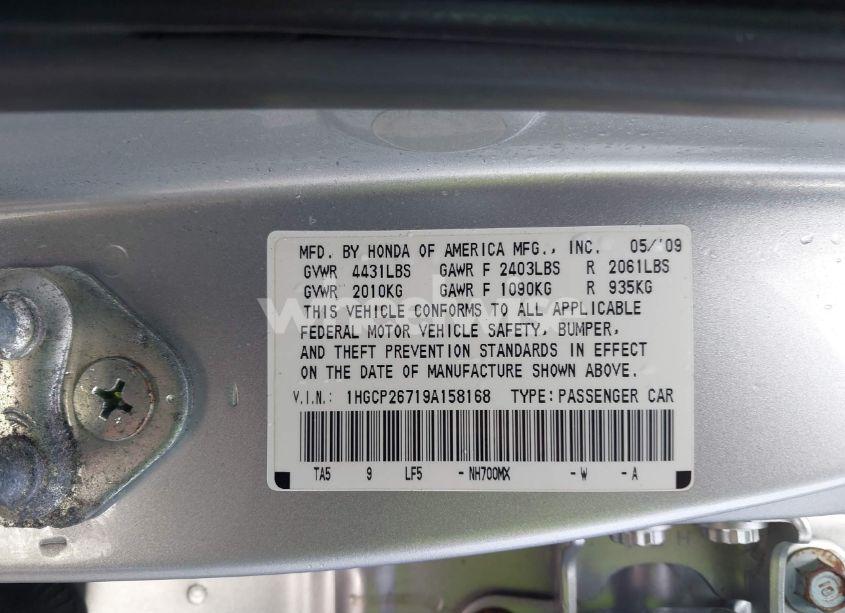 MFD. BY HONDA OF AMERICA MFG., INC. 05/'09
GVWR 4431LBS GAWR F 2403LBS R 2061LBS
GVWR 2010KG GAWR F 1090KG R 935KG
THIS VEHICLE CONFORMS TO ALL APPLICABLE
FEDERAL MOTOR VEHICLE SAFETY, BUMPER,
AND THEFT PREVENTION STANDARDS IN EFFECT
ON THE DATE OF MANUFACTURE SHOWN ABOVE.
V.I.N.: 1HGCP26719A158168 TYPE: PASSENGER CAR
TA5 9 LF5 -NH700MX -W -A